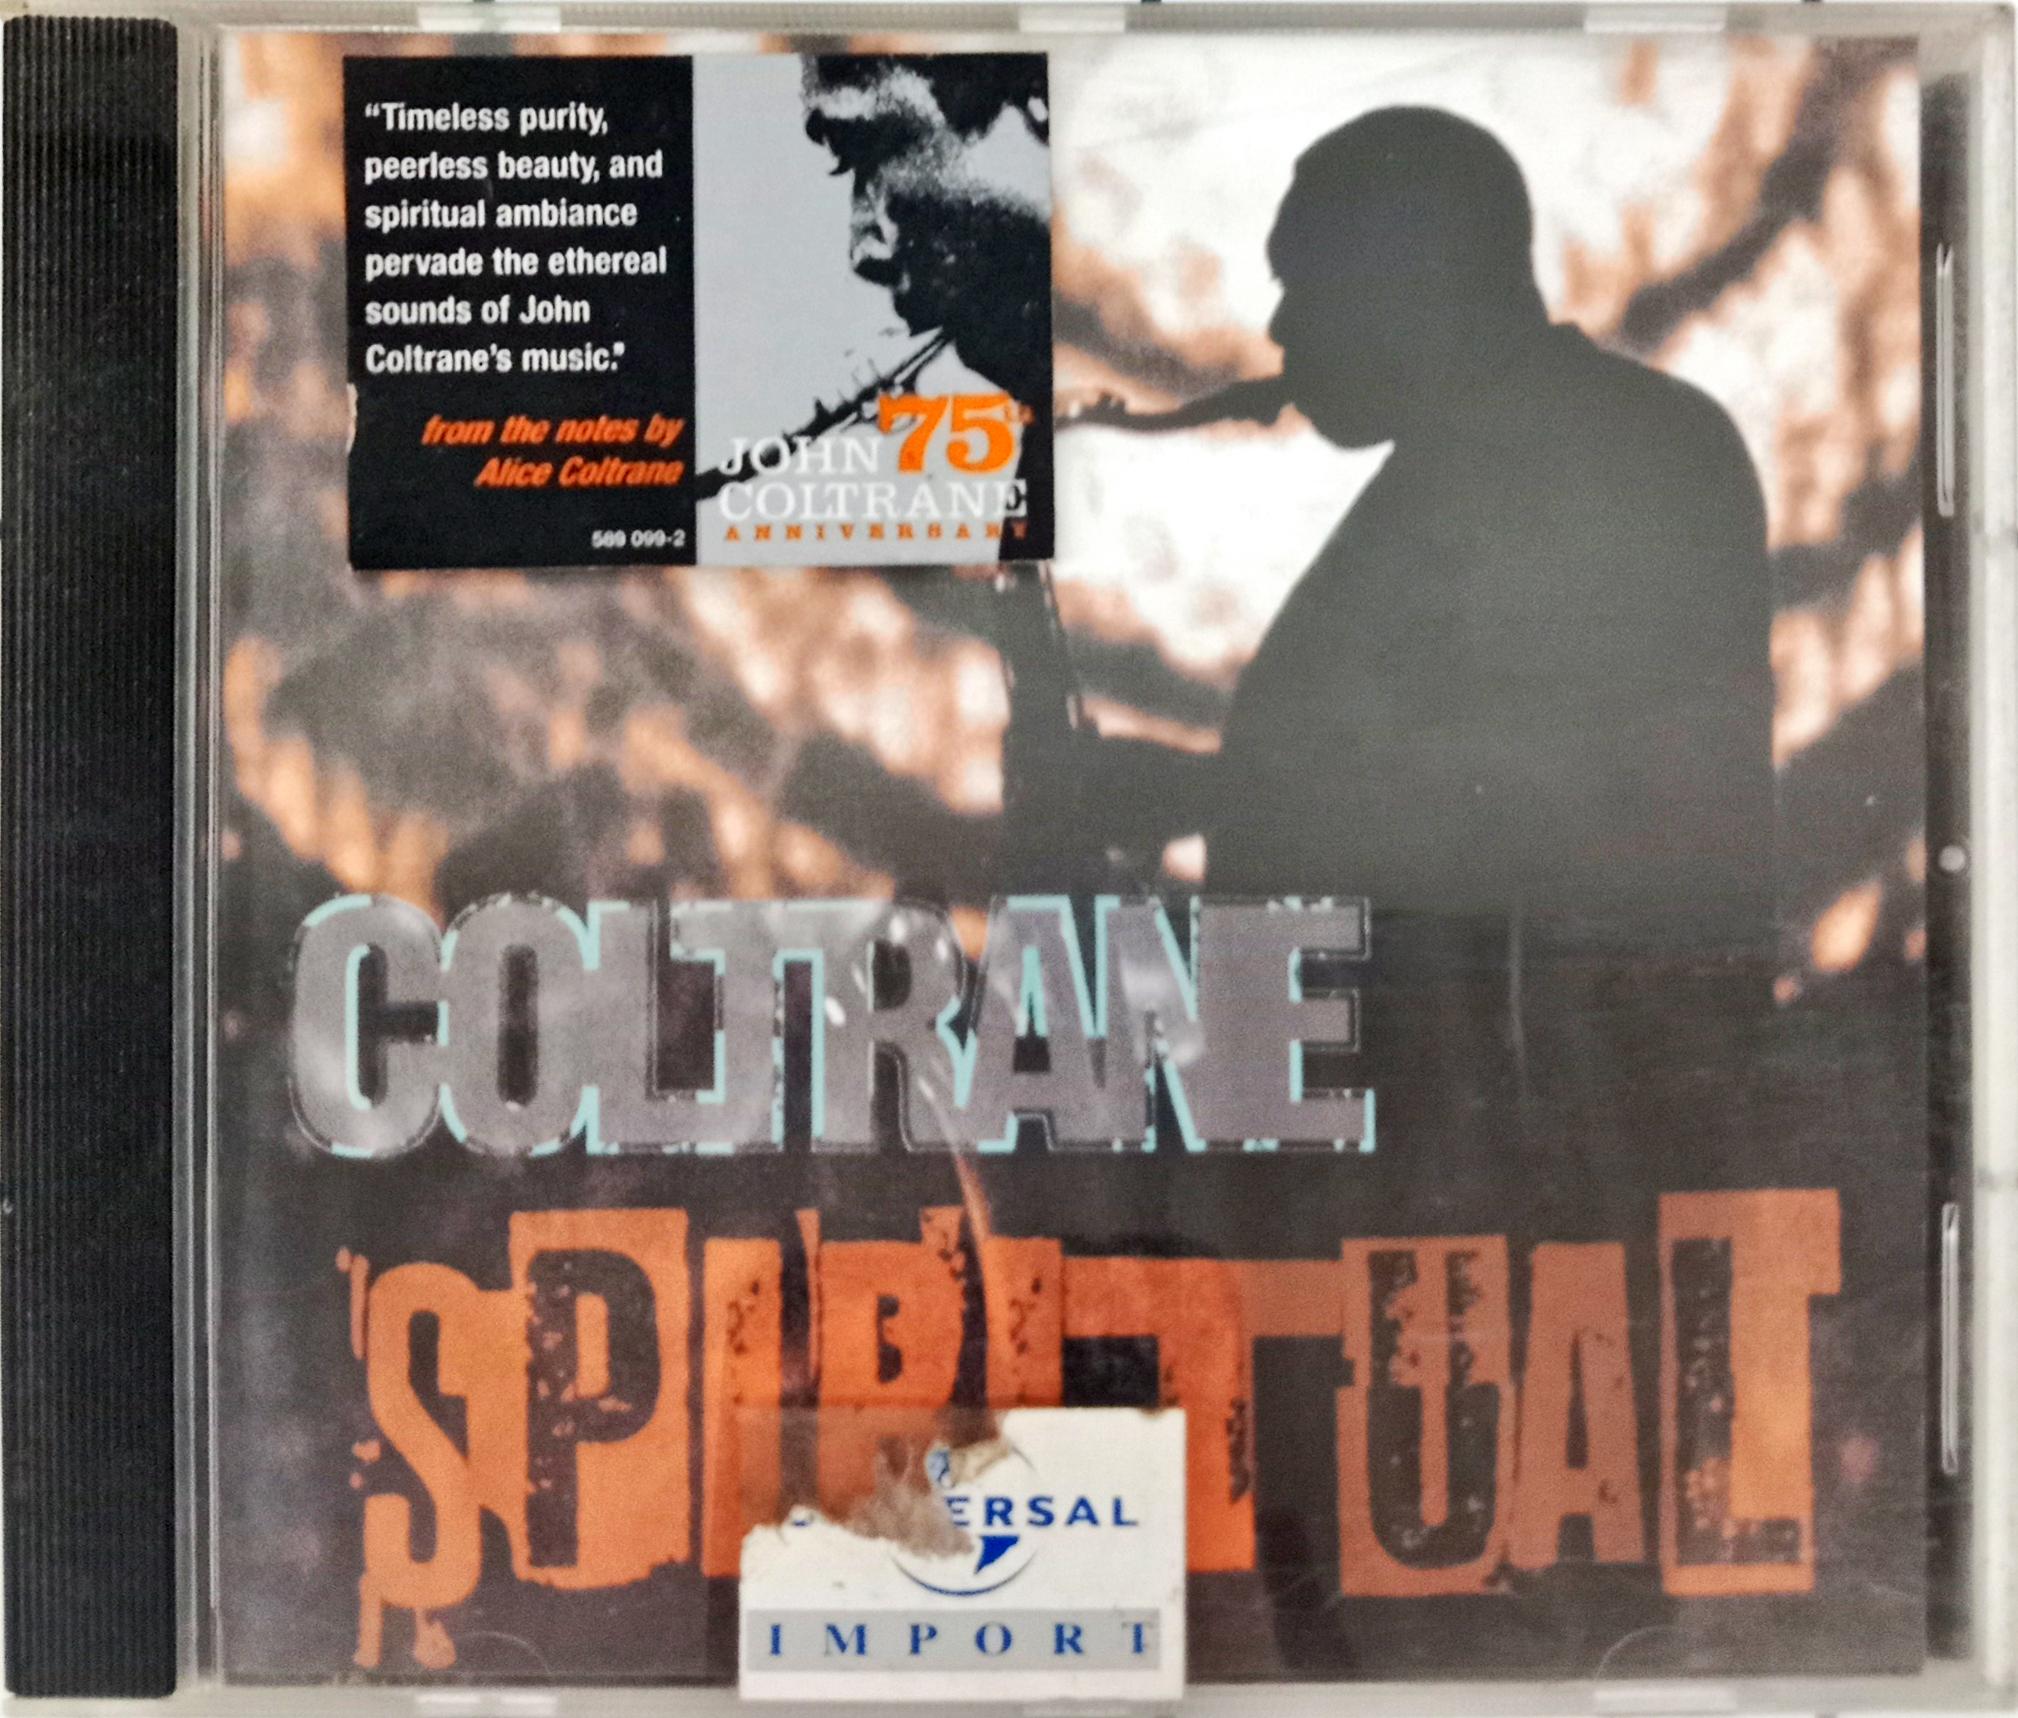 “Timeless purity,
peerless beauty, and
spiritual ambiance
pervade the ethereal
sounds of John
Coltrane’s music.”
from the notes by
Alice Coltrane
589 099-2
75th
JOHN
COLTRANE
ANNIVERSARY
COLTRANE
SPIRITUAL
ERSAL
IMPORT